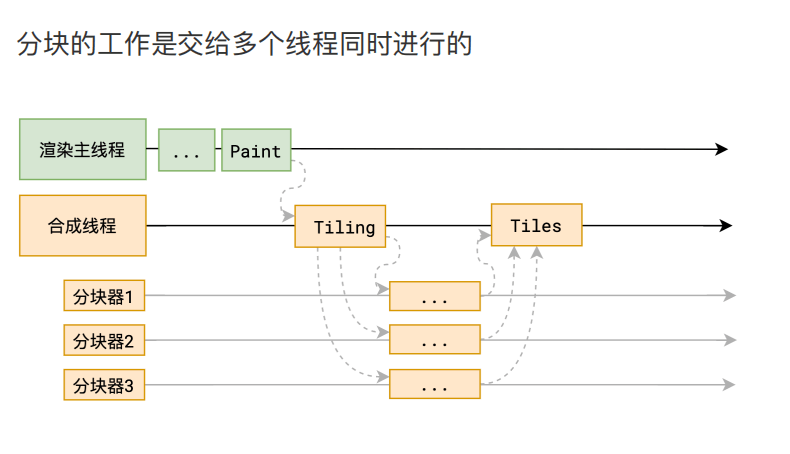 分块的工作是交给多个线程同时进行的
渲染主线程
...
Paint
合成线程
Tiling
Tiles
分块器1
...
分块器2
...
分块器3
...